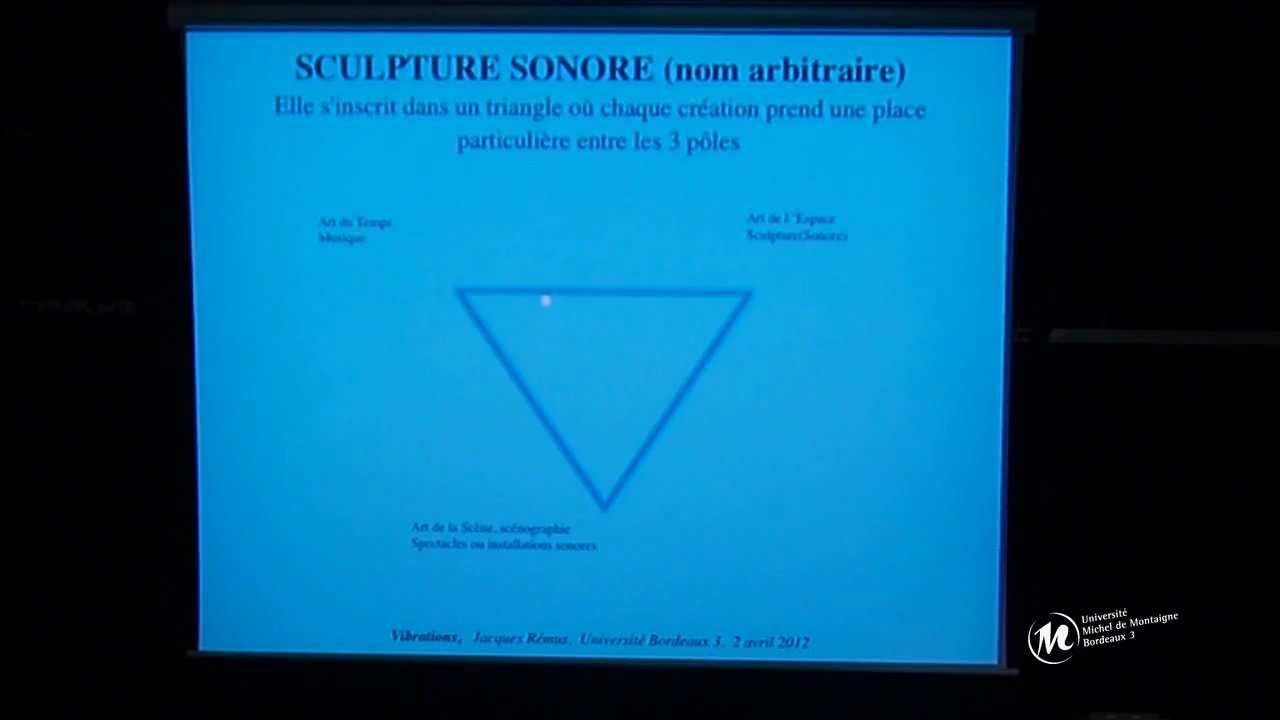 SCULPTURE SONORE (nom arbitraire)
Elle s'inscrit dans un triangle où chaque création prend une place
particulière entre les 3 pôles
Art du Temps
Musique
Art de l 'Espace
Sculpture(Sonore)
Art de la Scène, scénographie
Spectacles ou installations sonores
Vibrations, Jacques Rémus, Université Bordeaux 3, 2 avril 2012
Université
Michel de Montaigne
Bordeaux 3